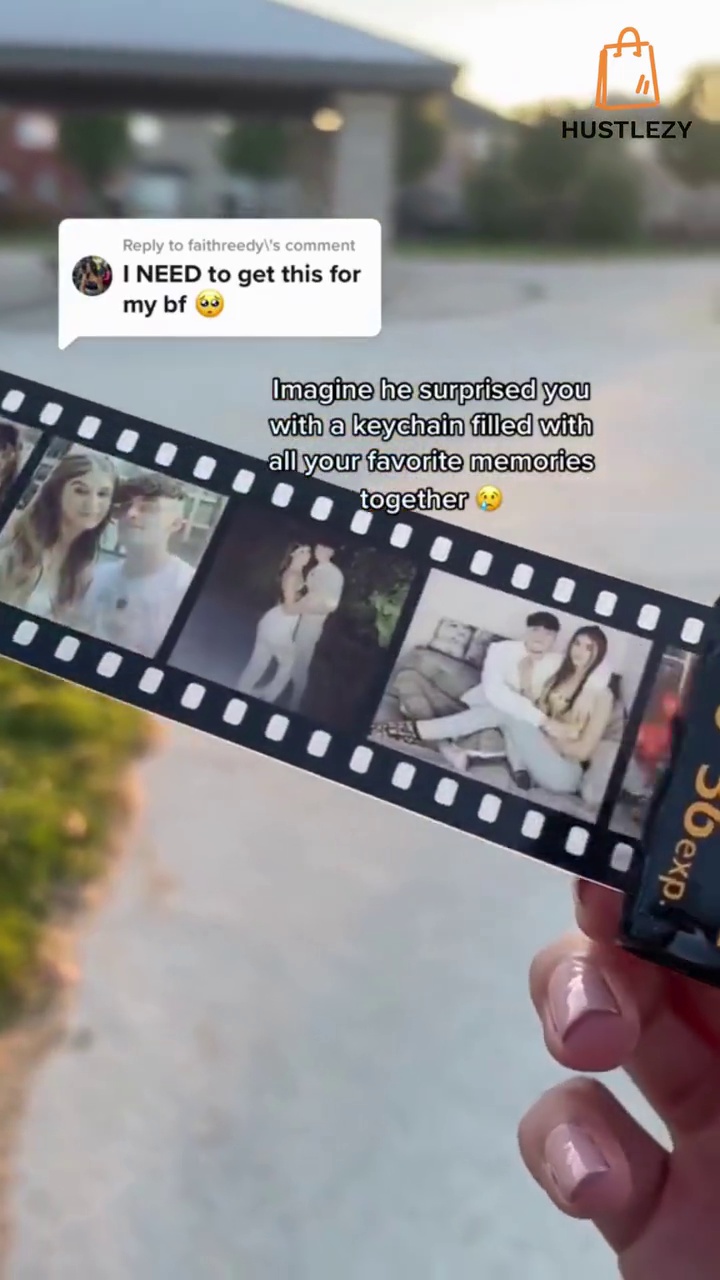 HUSTLEZY
Reply to faithreedy\'s comment
I NEED to get this for
my bf 🥺
Imagine he surprised you
with a keychain filled with
all your favorite memories
together 😢
36exp.